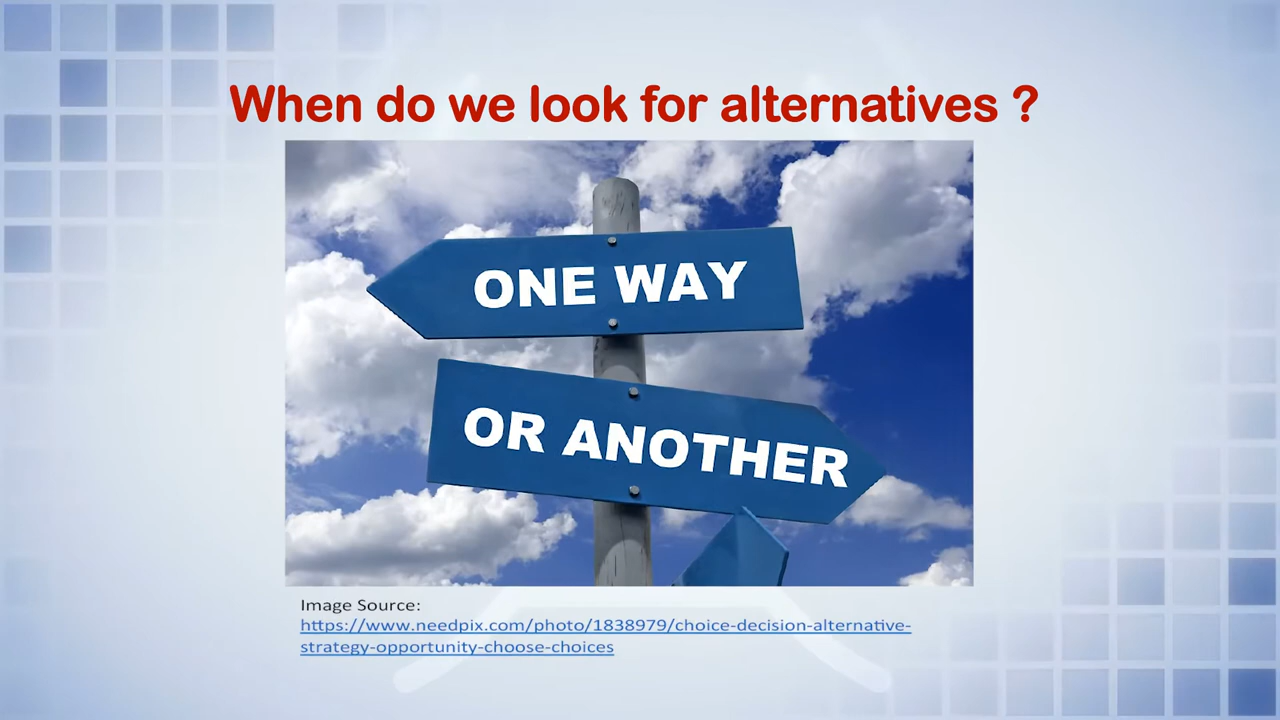 When do we look for alternatives ?
ONE WAY
OR ANOTHER
Image Source:
https://www.needpix.com/photo/1838979/choice-decision-alternative-
strategy-opportunity-choose-choices